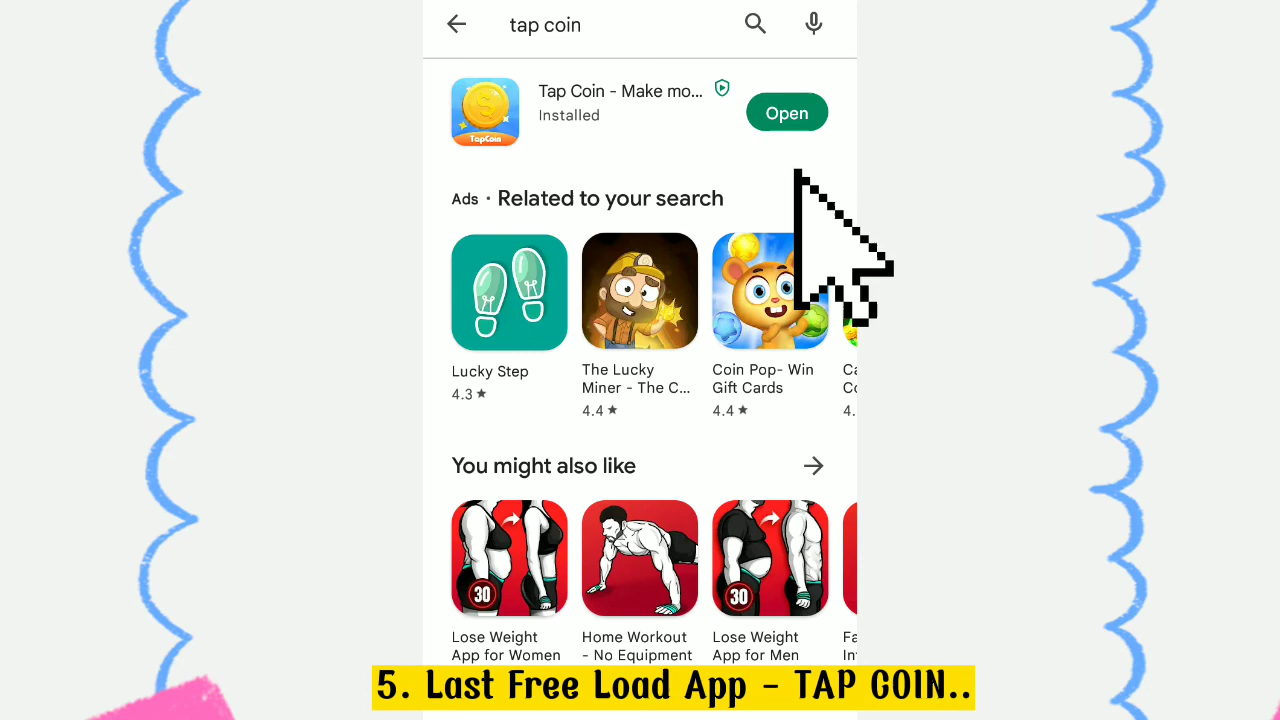 tap coin
Tap Coin - Make mo...
Installed
Open
TapCoin
Ads · Related to your search
Lucky Step
4.3 ★
The Lucky
Miner - The C...
4.4 ★
Coin Pop- Win
Gift Cards
4.4 ★
You might also like
30
Lose Weight
App for Women
Home Workout
- No Equipment
30
Lose Weight
App for Men
5. Last Free Load App - TAP COIN..